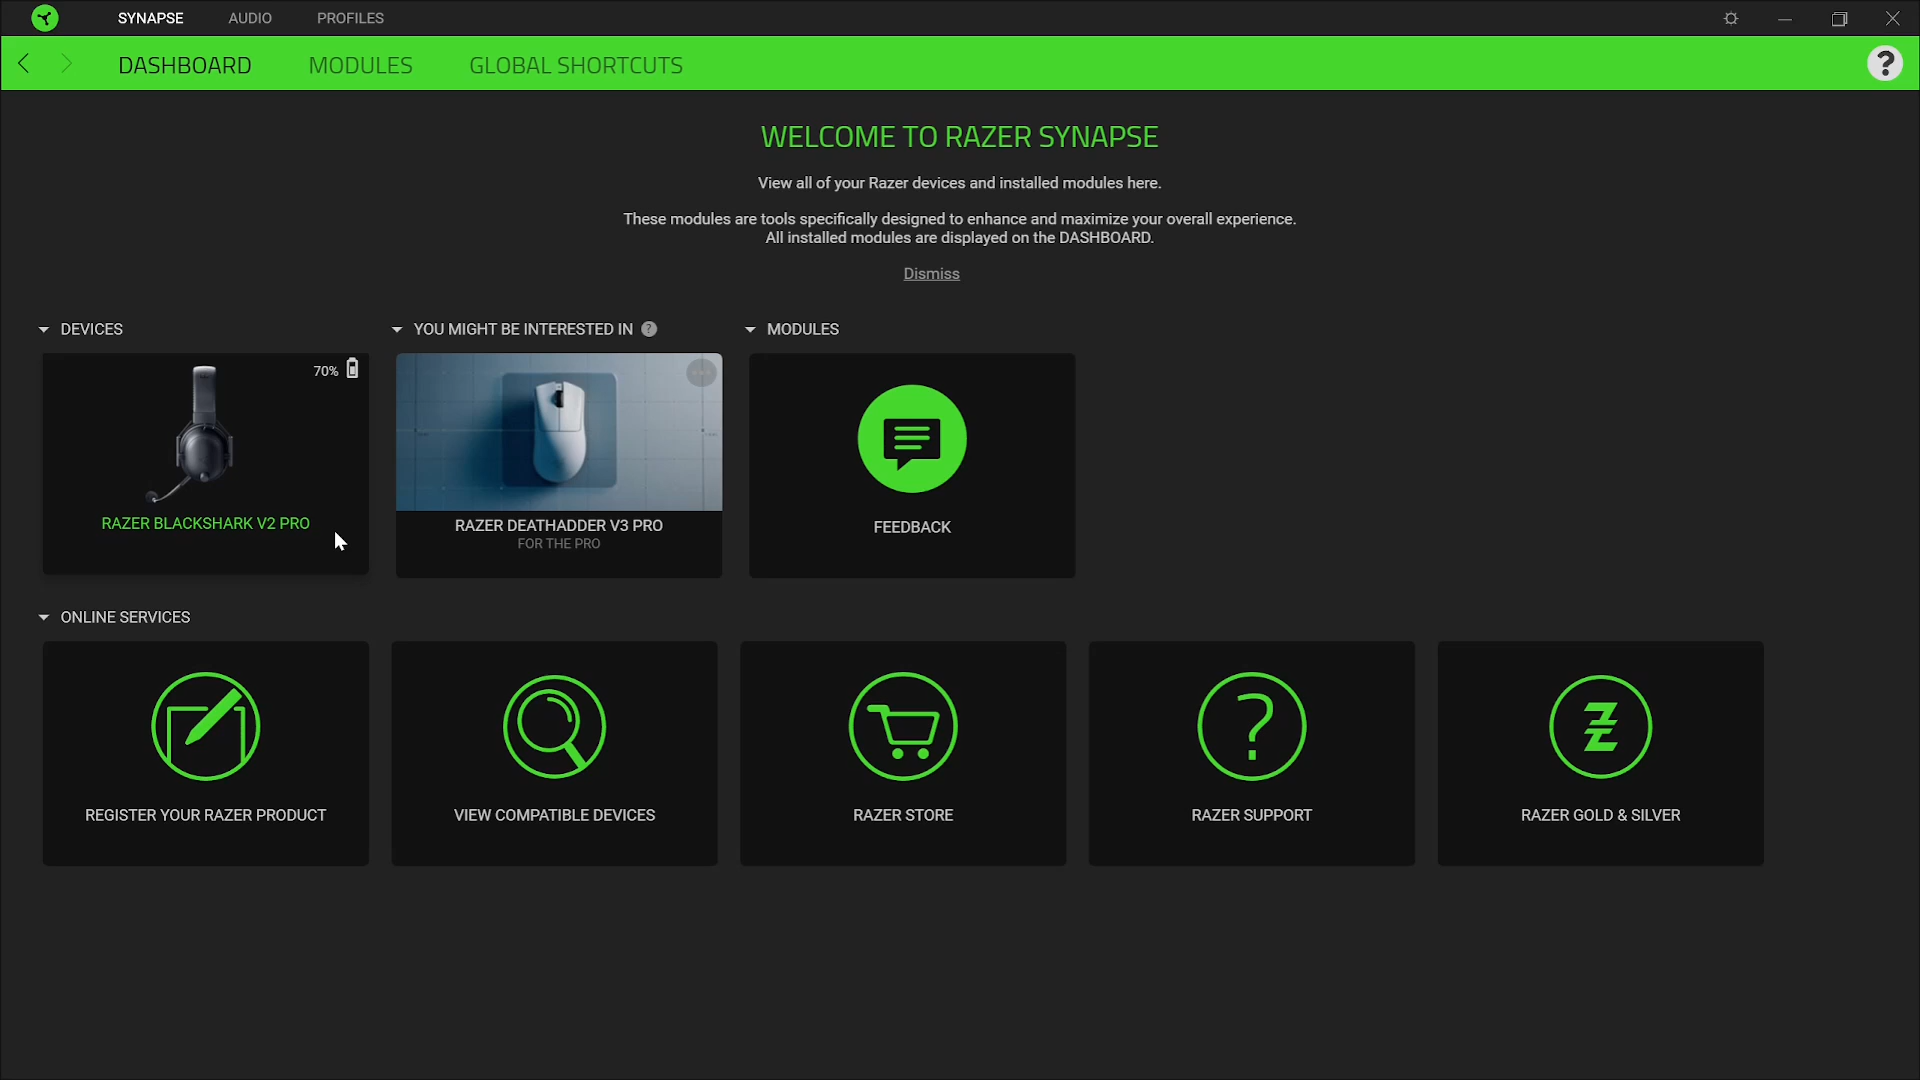 SYNAPSE AUDIO PROFILES
DASHBOARD MODULES GLOBAL SHORTCUTS
?
WELCOME TO RAZER SYNAPSE
View all of your Razer devices and installed modules here.
These modules are tools specifically designed to enhance and maximize your overall experience.
All installed modules are displayed on the DASHBOARD.
Dismiss
DEVICES
70%
RAZER BLACKSHARK V2 PRO
YOU MIGHT BE INTERESTED IN ?
RAZER DEATHADDER V3 PRO
FOR THE PRO
MODULES
FEEDBACK
ONLINE SERVICES
REGISTER YOUR RAZER PRODUCT
VIEW COMPATIBLE DEVICES
RAZER STORE
?
RAZER SUPPORT
RAZER GOLD & SILVER